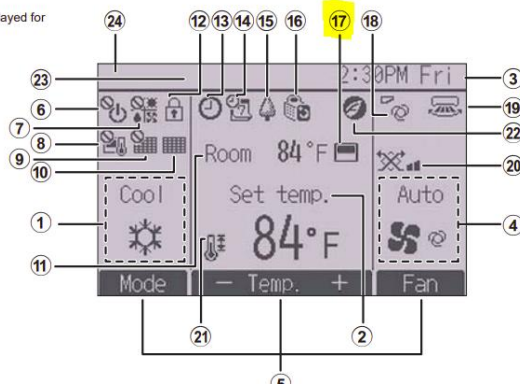 ayed for
24 12 13 14 15 16 17 18
23
2:30PM Fri 3
6 19
7 22
8 Room 84°F
9 20
10
Cool Set temp. Auto
1 84°F 4
11
Mode − Temp. + Fan
21 2
5